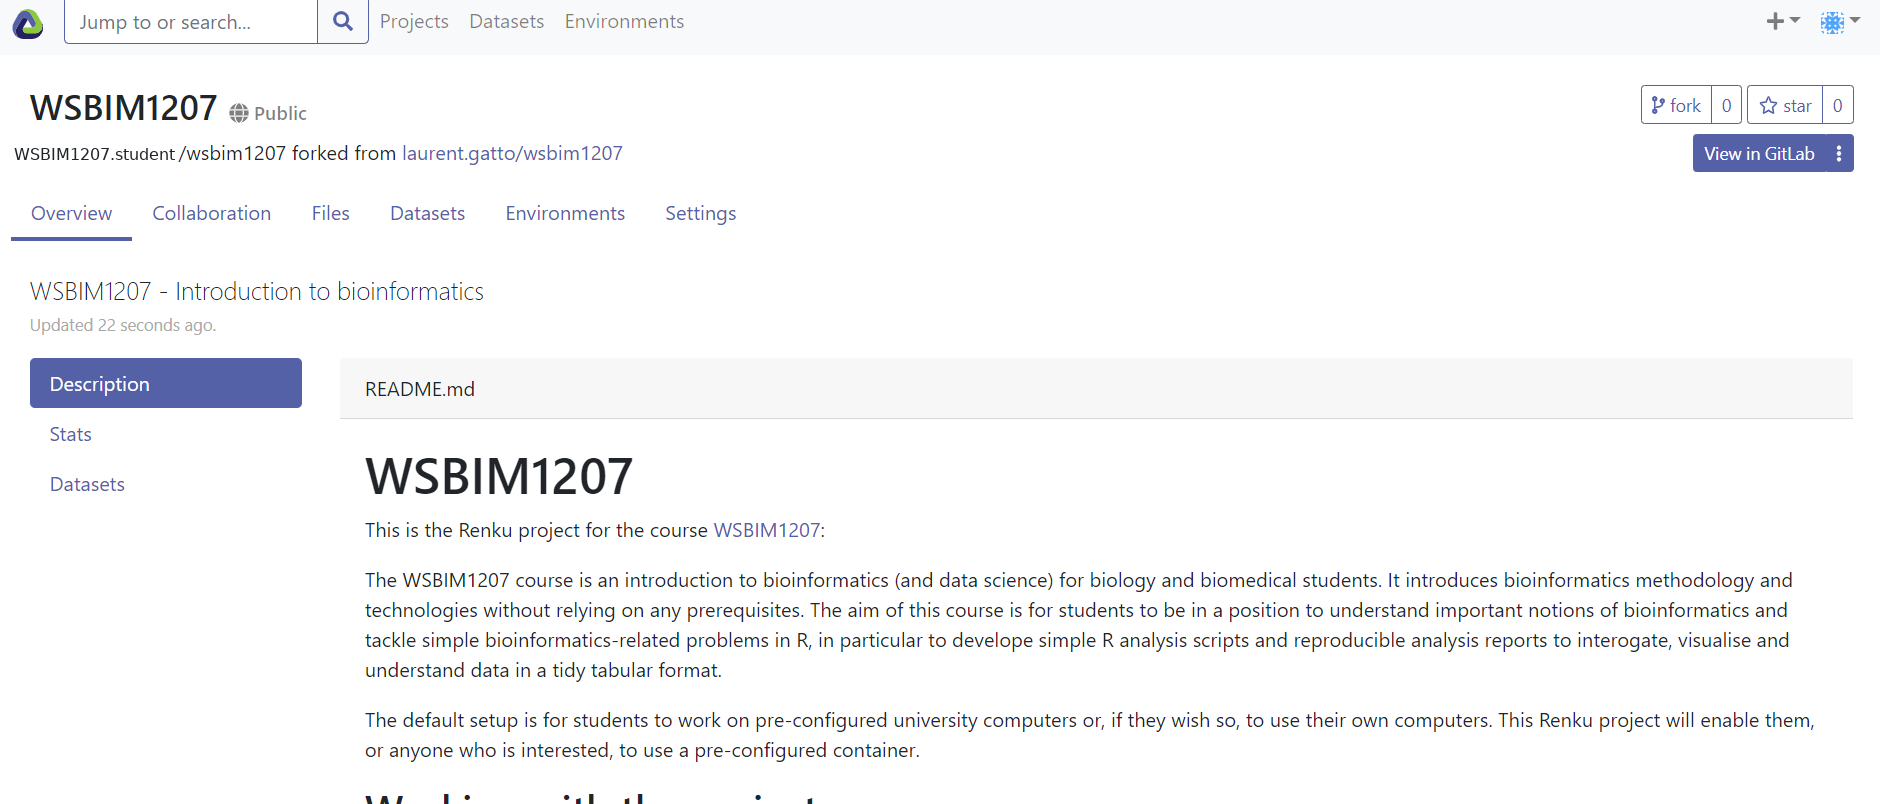 Jump to or search...
Projects Datasets Environments
WSBIM1207 Public
fork 0 star 0
WSBIM1207.student/wsbim1207 forked from laurent.gatto/wsbim1207
View in GitLab
Overview Collaboration Files Datasets Environments Settings
WSBIM1207 - Introduction to bioinformatics
Updated 22 seconds ago.
Description
Stats
Datasets
README.md
WSBIM1207
This is the Renku project for the course WSBIM1207:
The WSBIM1207 course is an introduction to bioinformatics (and data science) for biology and biomedical students. It introduces bioinformatics methodology and
technologies without relying on any prerequisites. The aim of this course is for students to be in a position to understand important notions of bioinformatics and
tackle simple bioinformatics-related problems in R, in particular to develope simple R analysis scripts and reproducible analysis reports to interogate, visualise and
understand data in a tidy tabular format.
The default setup is for students to work on pre-configured university computers or, if they wish so, to use their own computers. This Renku project will enable them,
or anyone who is interested, to use a pre-configured container.